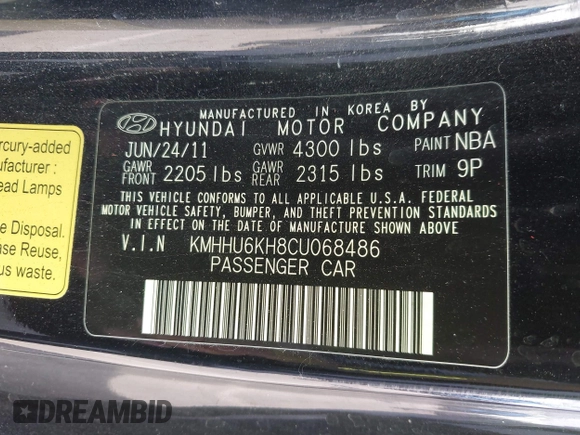 MANUFACTURED IN KOREA BY
HYUNDAI MOTOR COMPANY
JUN/24/11 GVWR 4300 lbs PAINT NBA
GAWR FRONT 2205 lbs GAWR REAR 2315 lbs TRIM 9P
THIS VEHICLE CONFORMS TO ALL APPLICABLE U.S.A. FEDERAL
MOTOR VEHICLE SAFETY, BUMPER, AND THEFT PREVENTION STANDARDS
IN EFFECT ON THE DATE OF MANUFACTURE SHOWN ABOVE
V.I.N KMHHU6KH8CU068486
PASSENGER CAR
rcury-added
nufacturer :
ead Lamps
e Disposal.
ase Reuse,
us waste.
DREAMBID